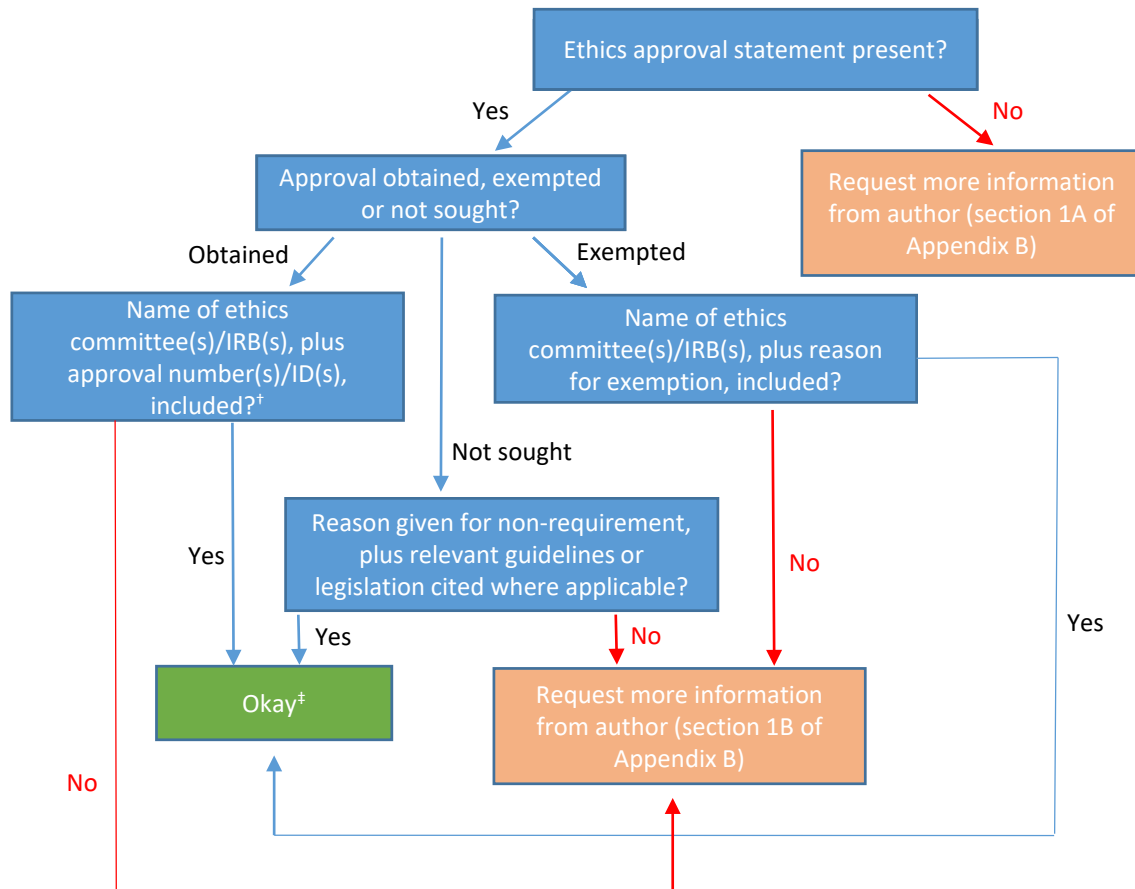 Ethics approval statement present?
Yes
No
Approval obtained, exempted
or not sought?
Request more information
from author (section 1A of
Appendix B)
Obtained
Exempted
Name of ethics
committee(s)/IRB(s), plus
approval number(s)/ID(s),
included?†
Name of ethics
committee(s)/IRB(s), plus reason
for exemption, included?
Not sought
Reason given for non-requirement,
plus relevant guidelines or
legislation cited where applicable?
Yes
No
Yes
Yes
No
Okay‡
Request more information
from author (section 1B of
Appendix B)
No